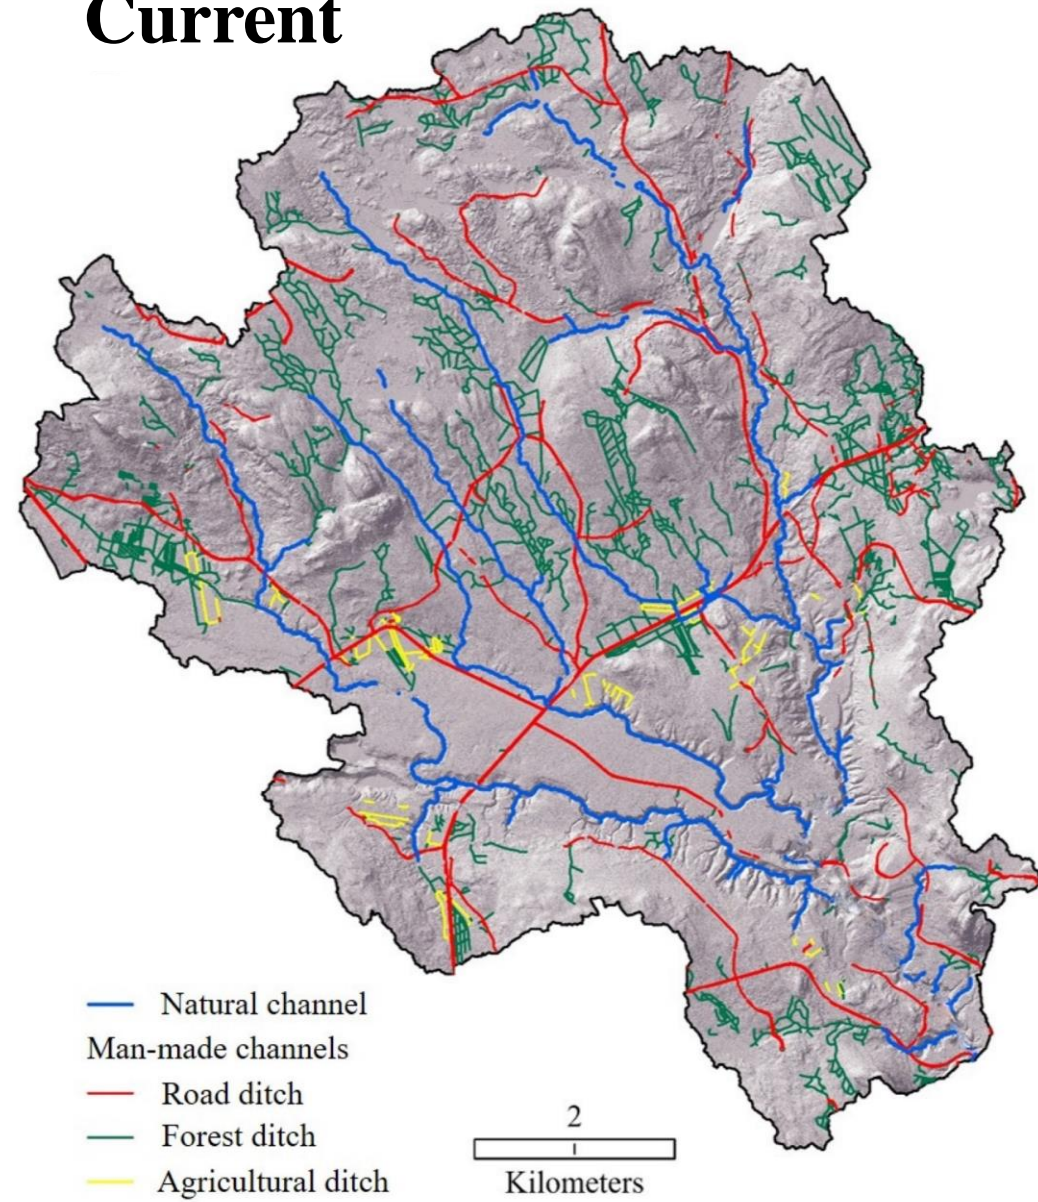 Current
Natural channel
Man-made channels
Road ditch
Forest ditch
Agricultural ditch
2
Kilometers